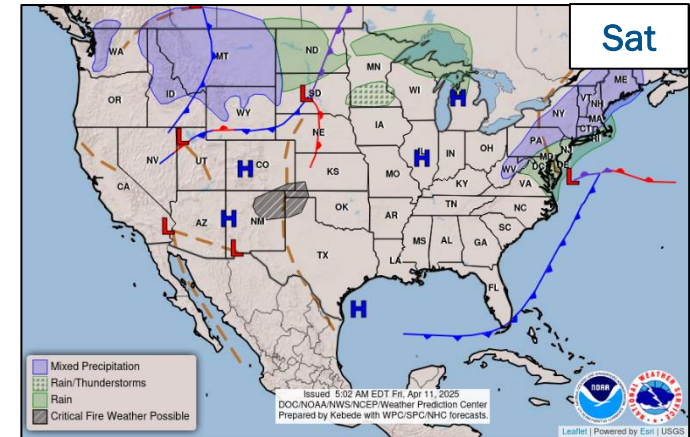 Sat
WA
MT
ND
MN
OR
ID
WY
SD
WI
ME
VT
NH
NY
MA
CT
RI
L
H
NE
IA
PA
NJ
OH
IN
IL
H
L
NV
UT
H
CO
MD
DE
DC
WV
VA
L
CA
KS
MO
KY
AZ
H
NM
OK
AR
TN
NC
SC
L
L
TX
LA
MS
AL
GA
FL
H
Mixed Precipitation
Rain/Thunderstorms
Rain
Critical Fire Weather Possible
Issued 5:02 AM EDT Fri, Apr 11, 2025
DOC/NOAA/NWS/NCEP/Weather Prediction Center
Prepared by Kebede with WPC/SPC/NHC forecasts.
NOAA
NATIONAL WEATHER SERVICE
Leaflet | Powered by Esri | USGS